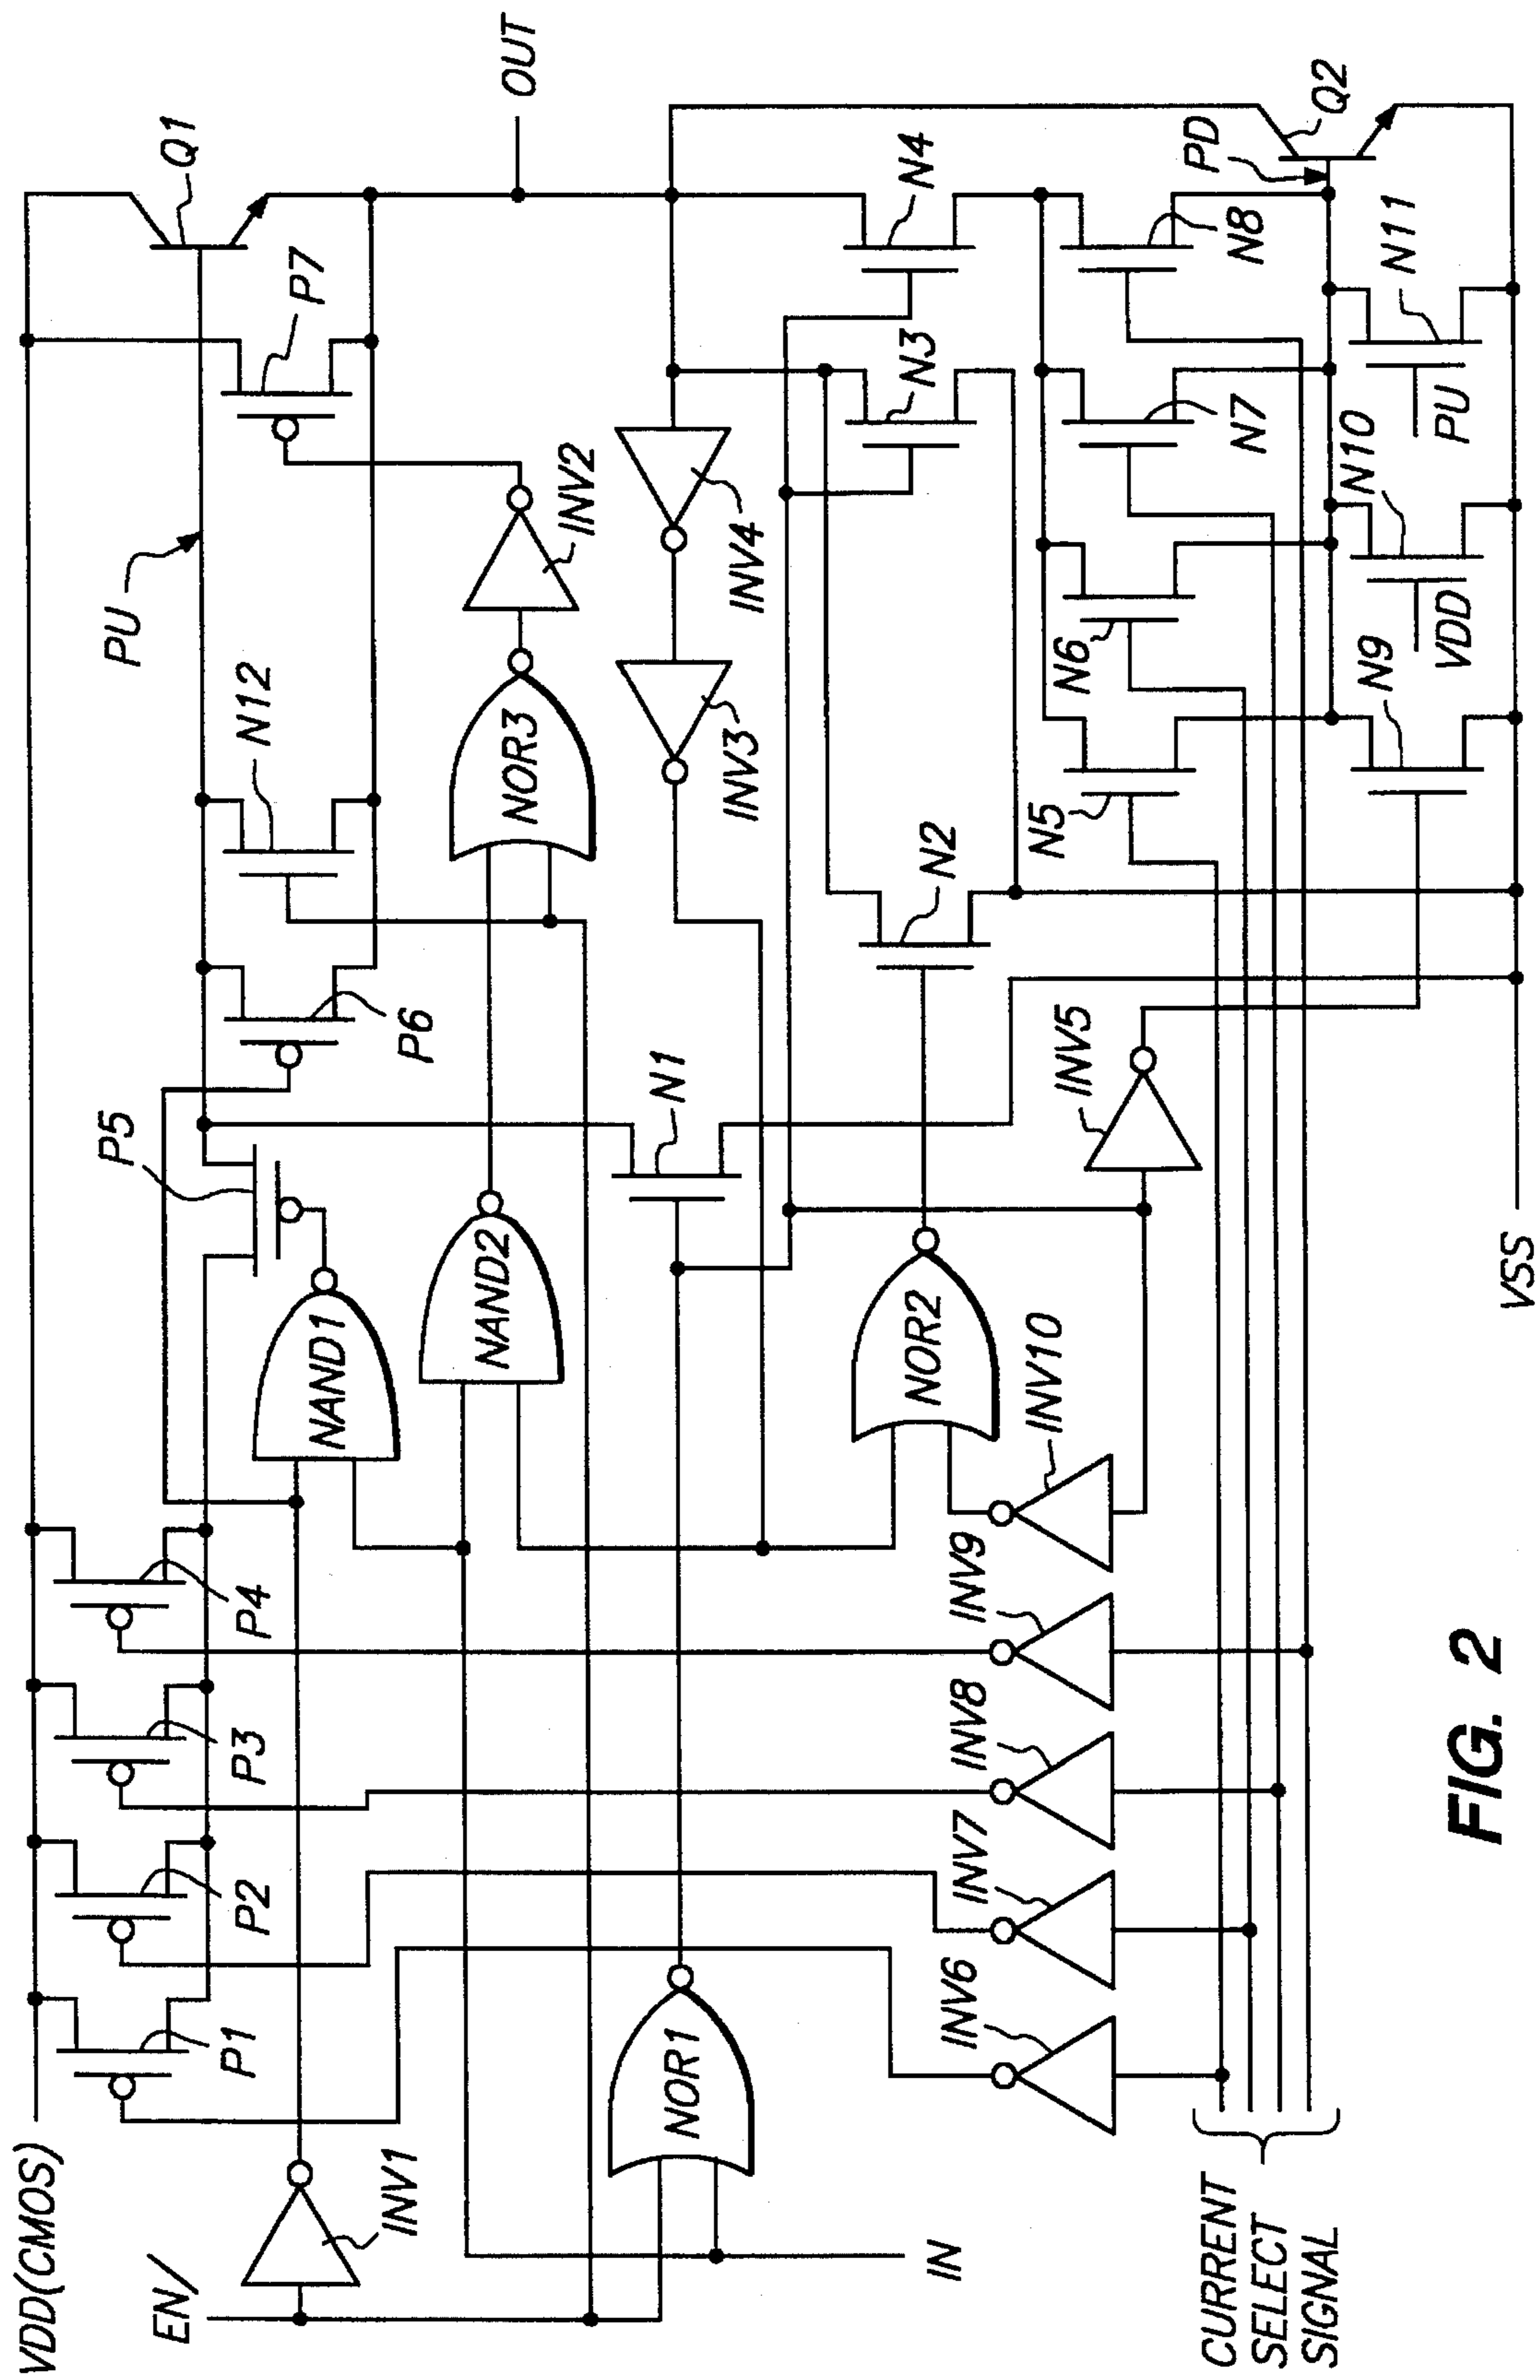 VDD(CMOS)
EN/
INV1
P1
P2
P3
P4
P5
P6
N12
PU
P7
Q1
NAND1
NAND2
NOR3
INV2
OUT
NOR1
N1
INV3
INV4
N3
N4
IN
NOR2
N2
INV6
INV7
INV8
INV9
INV10
INV5
N5
N6
N7
N8
PD
Q2
N9
VDD
N10
PU
N11
CURRENT
SELECT
SIGNAL
VSS
FIG. 2